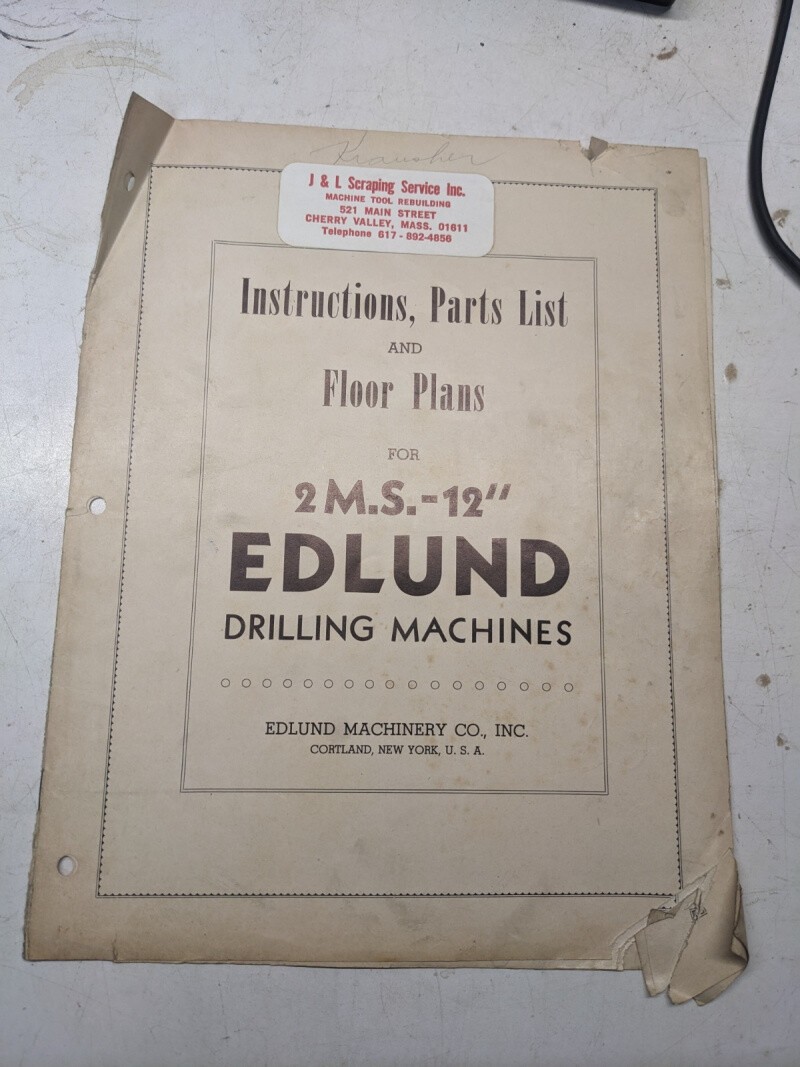 Krausher
J & L Scraping Service Inc.
MACHINE TOOL REBUILDING
521 MAIN STREET
CHERRY VALLEY, MASS. 01611
Telephone 617-892-4856
Instructions, Parts List
AND
Floor Plans
FOR
2 M.S.-12"
EDLUND
DRILLING MACHINES
EDLUND MACHINERY CO., INC.
CORTLAND, NEW YORK, U. S. A.